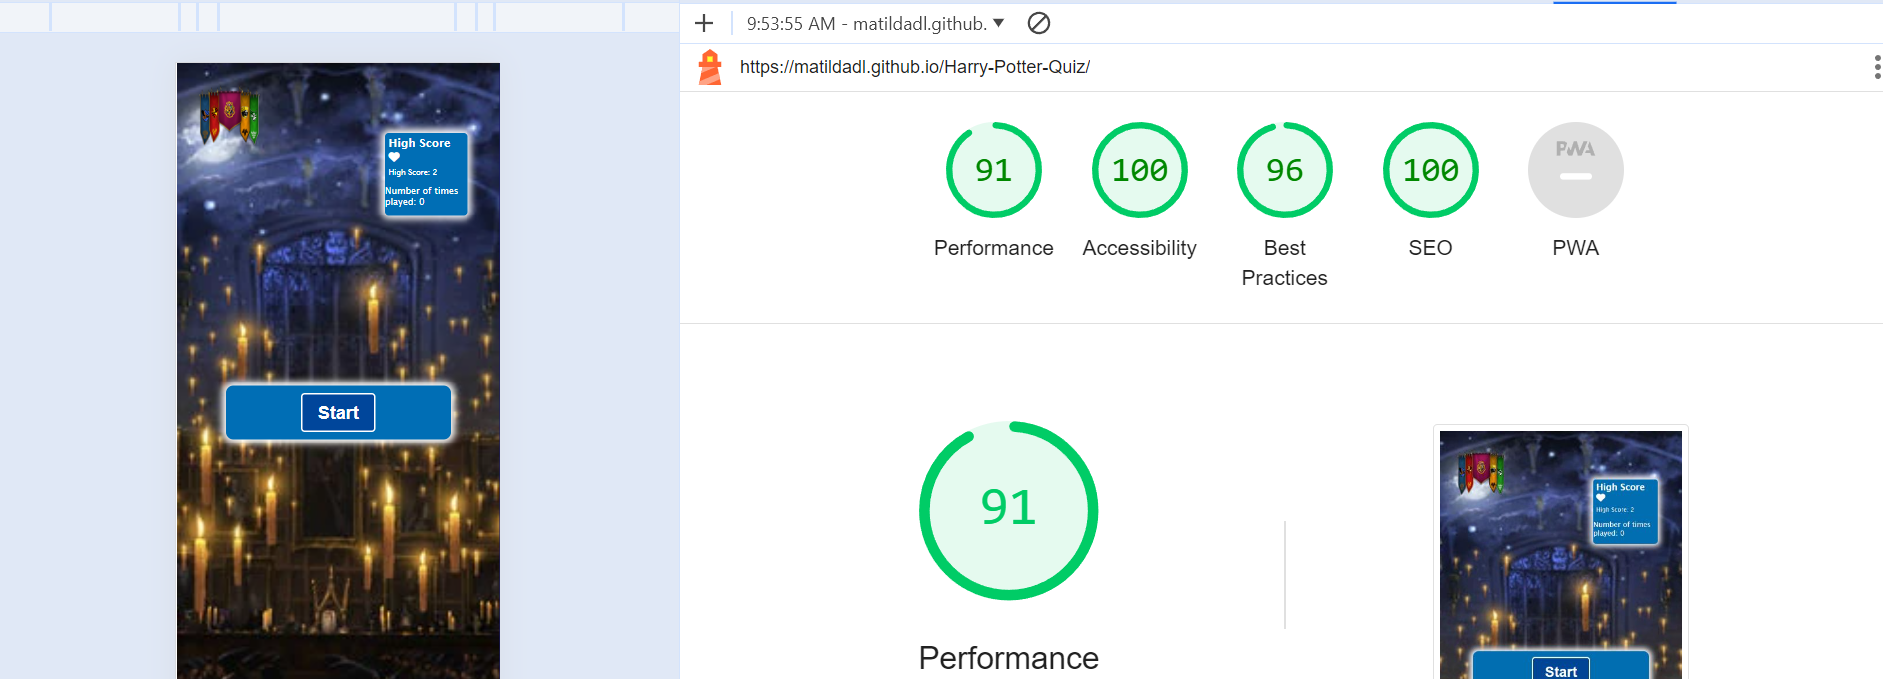 9:53:55 AM - matildadl.github.
https://matildadl.github.io/Harry-Potter-Quiz/
High Score
High Score: 2
Number of times
played: 0
Start
91
100
96
100
PWA
Performance
Accessibility
Best
Practices
SEO
PWA
91
Performance
High Score
High Score: 2
Number of times
played: 0
Start